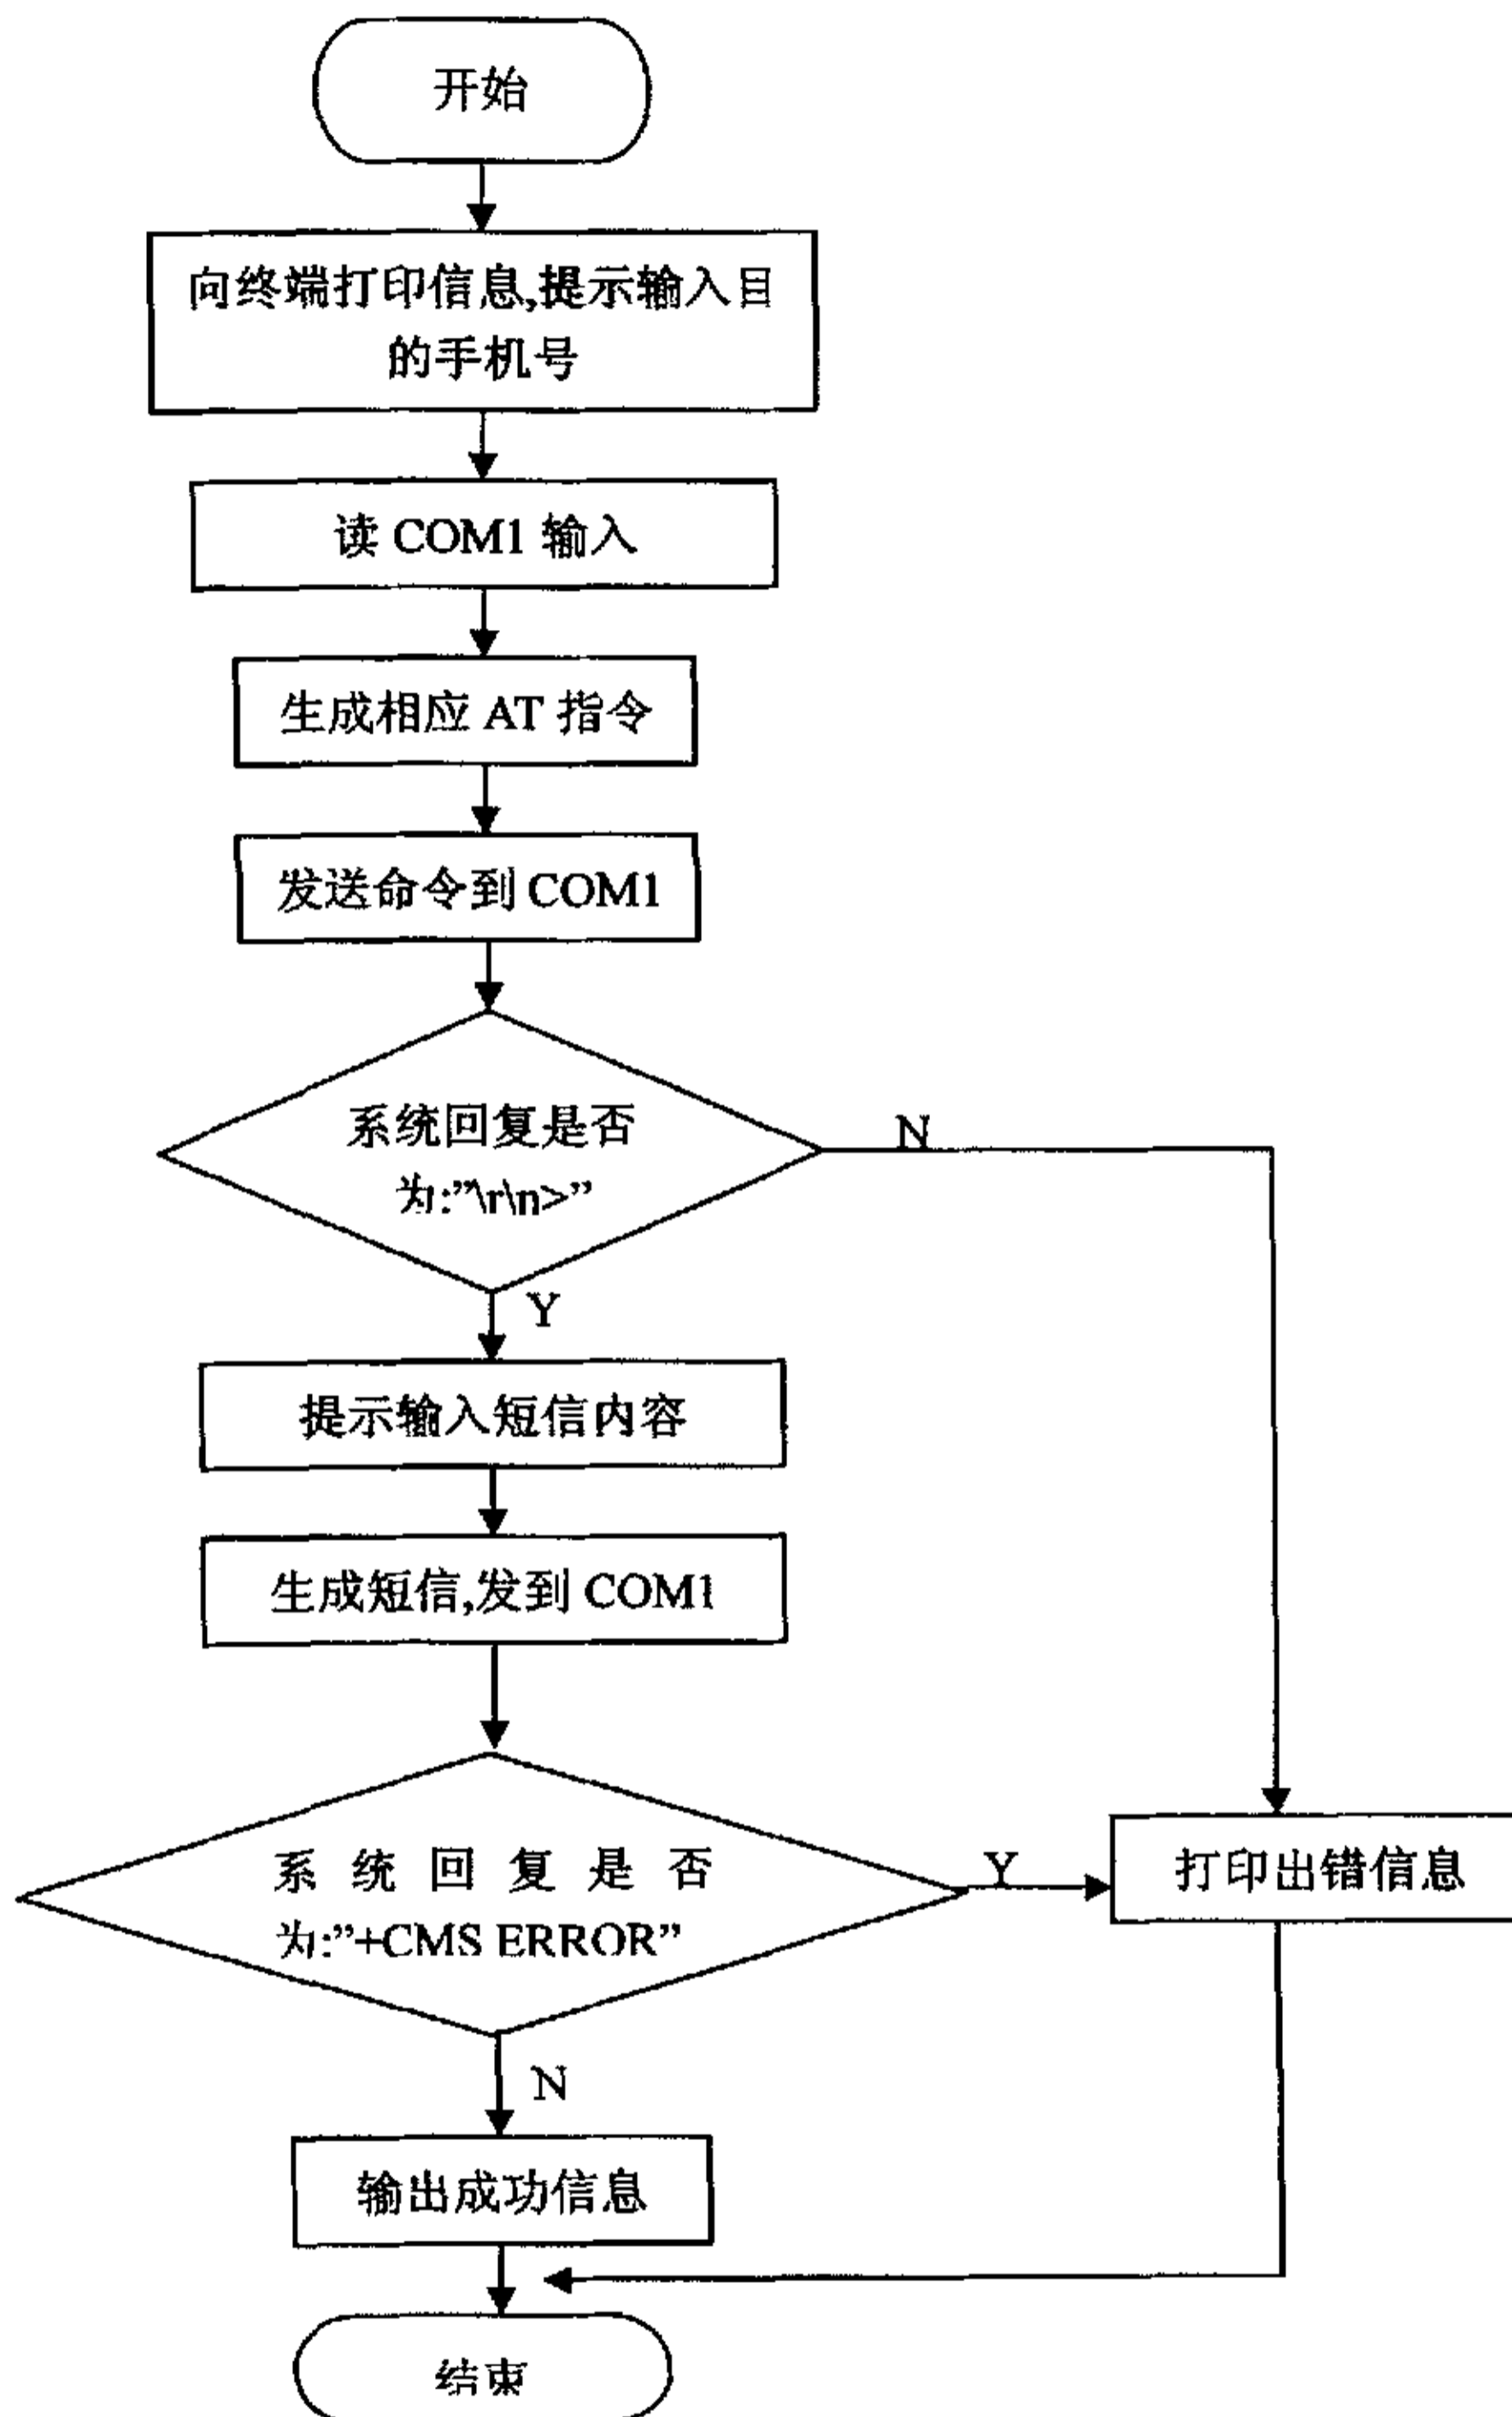 开始
向终端打印信息,提示输入目
的手机号
读 COM1 输入
生成相应 AT 指令
发送命令到 COM1
系统回复是否
为:”\r\n>”
N
Y
提示输入短信内容
生成短信,发到 COM1
系统回复是否
为:”+CMS ERROR”
Y
打印出错信息
N
输出成功信息
结束